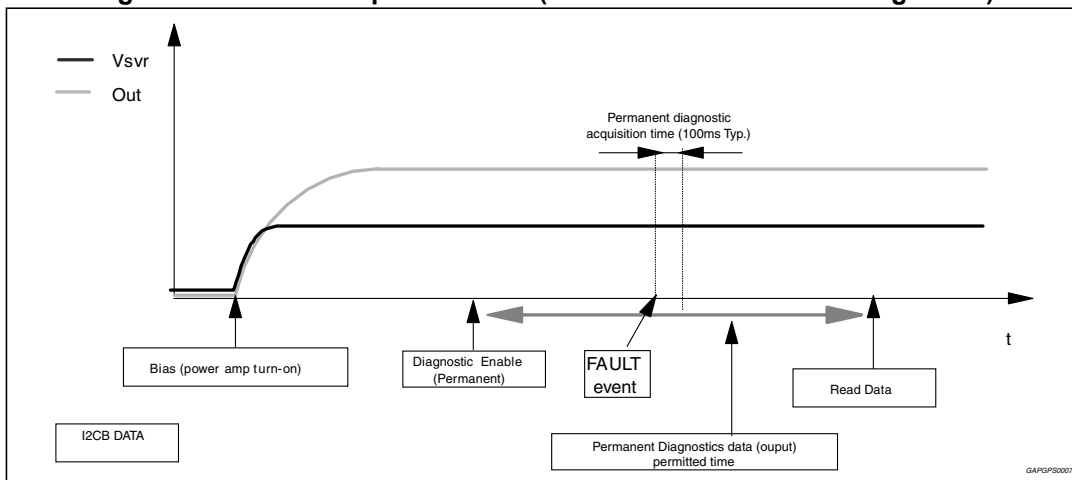 Vsvr
Out
Permanent diagnostic
acquisition time (100ms Typ.)
t
Bias (power amp turn-on)
Diagnostic Enable
(Permanent)
FAULT
event
Read Data
I2CB DATA
Permanent Diagnostics data (ouput)
permitted time
GAPGPS0007